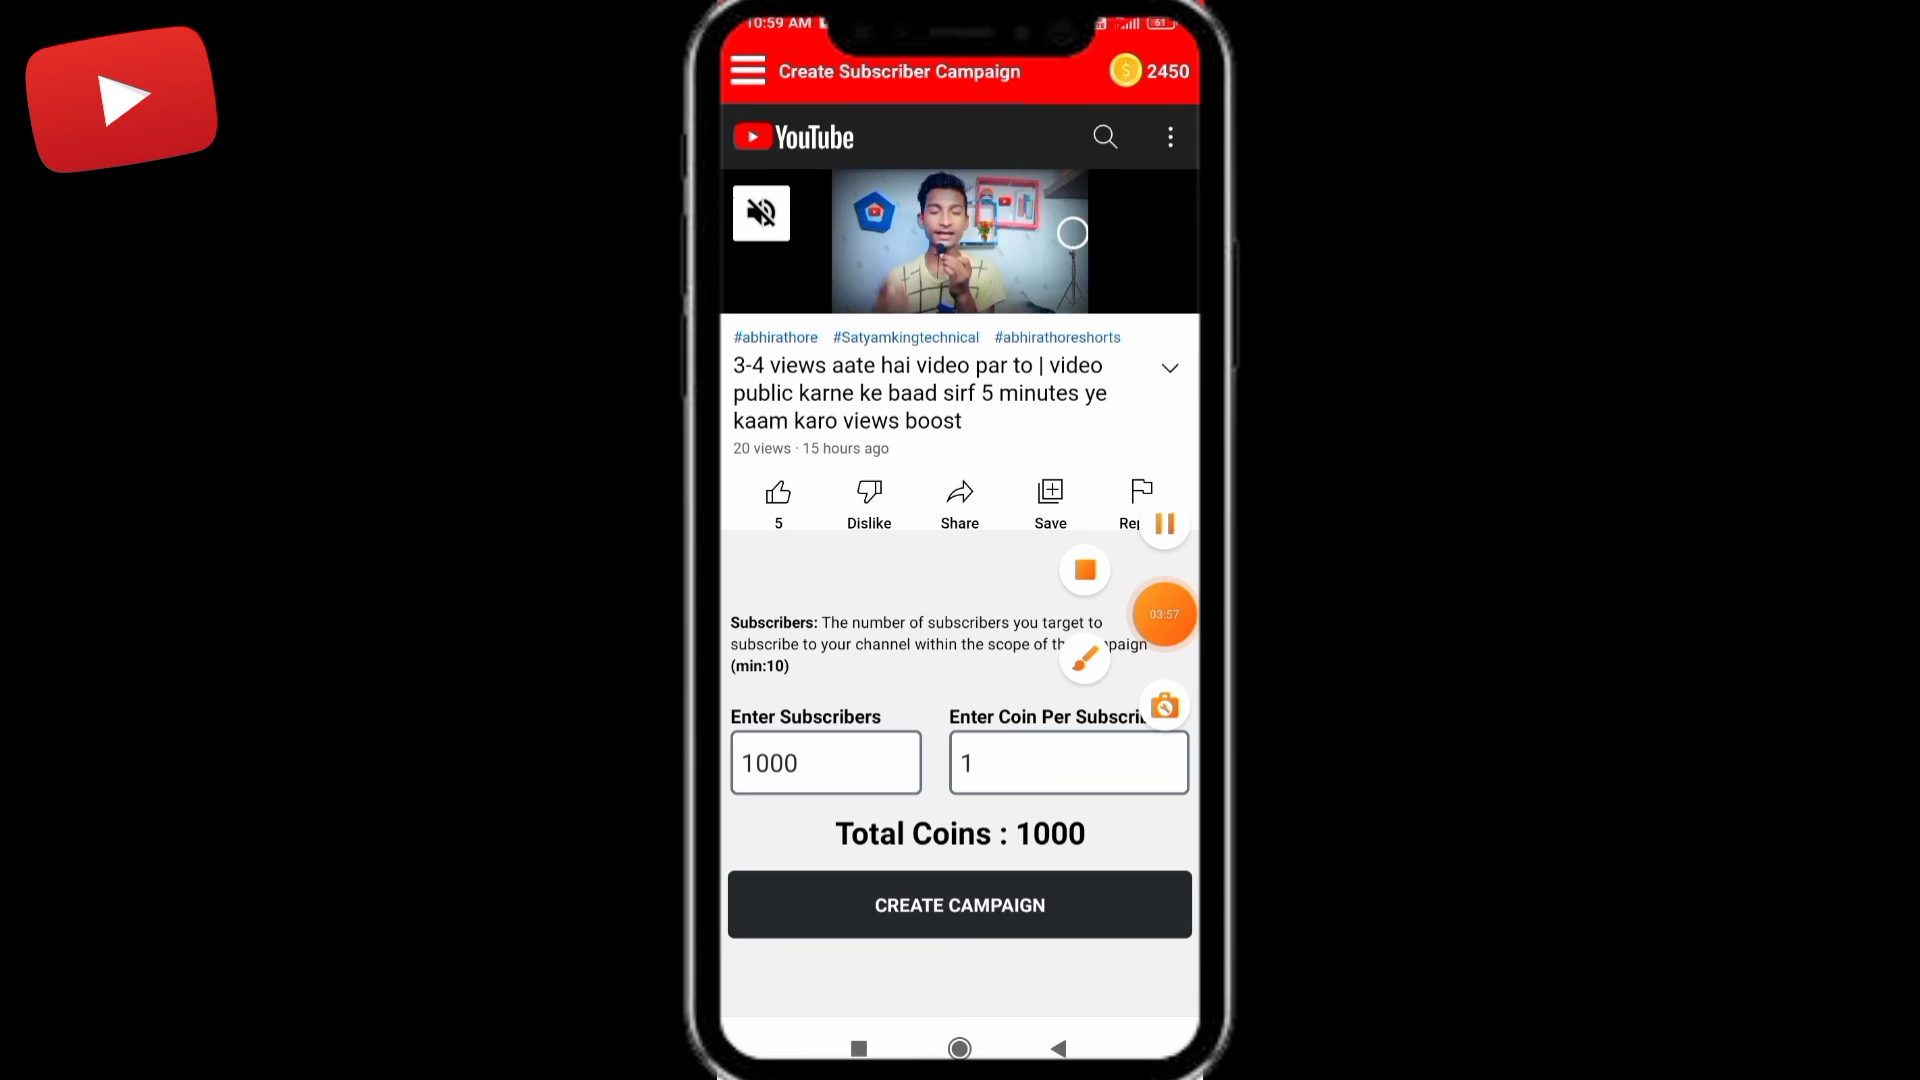 10:59 AM
61
Create Subscriber Campaign
2450
YouTube
#abhirathore #Satyamkingtechnical #abhirathoreshorts
3-4 views aate hai video par to | video
public karne ke baad sirf 5 minutes ye
kaam karo views boost
20 views · 15 hours ago
5 Dislike Share Save
03:57
Subscribers: The number of subscribers you target to
subscribe to your channel within the scope of
(min:10)
Enter Subscribers
Enter Coin Per
1000
1
Total Coins : 1000
CREATE CAMPAIGN